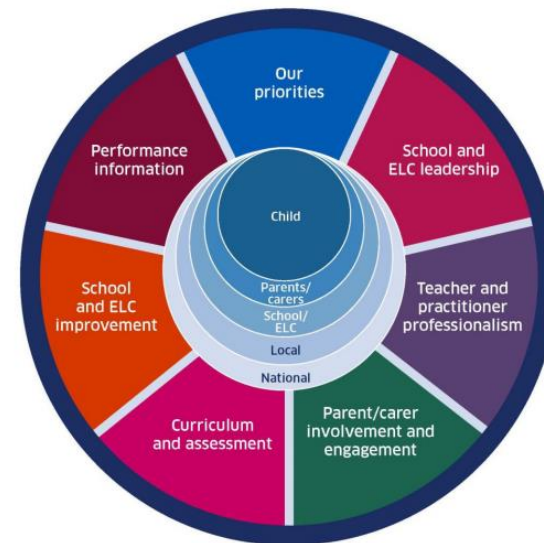 Our
priorities
School and
ELC leadership
Teacher and
practitioner
professionalism
Parent/carer
involvement and
engagement
Curriculum
and assessment
School
and ELC
improvement
Performance
information
Child
Parents/
carers
School/
ELC
Local
National